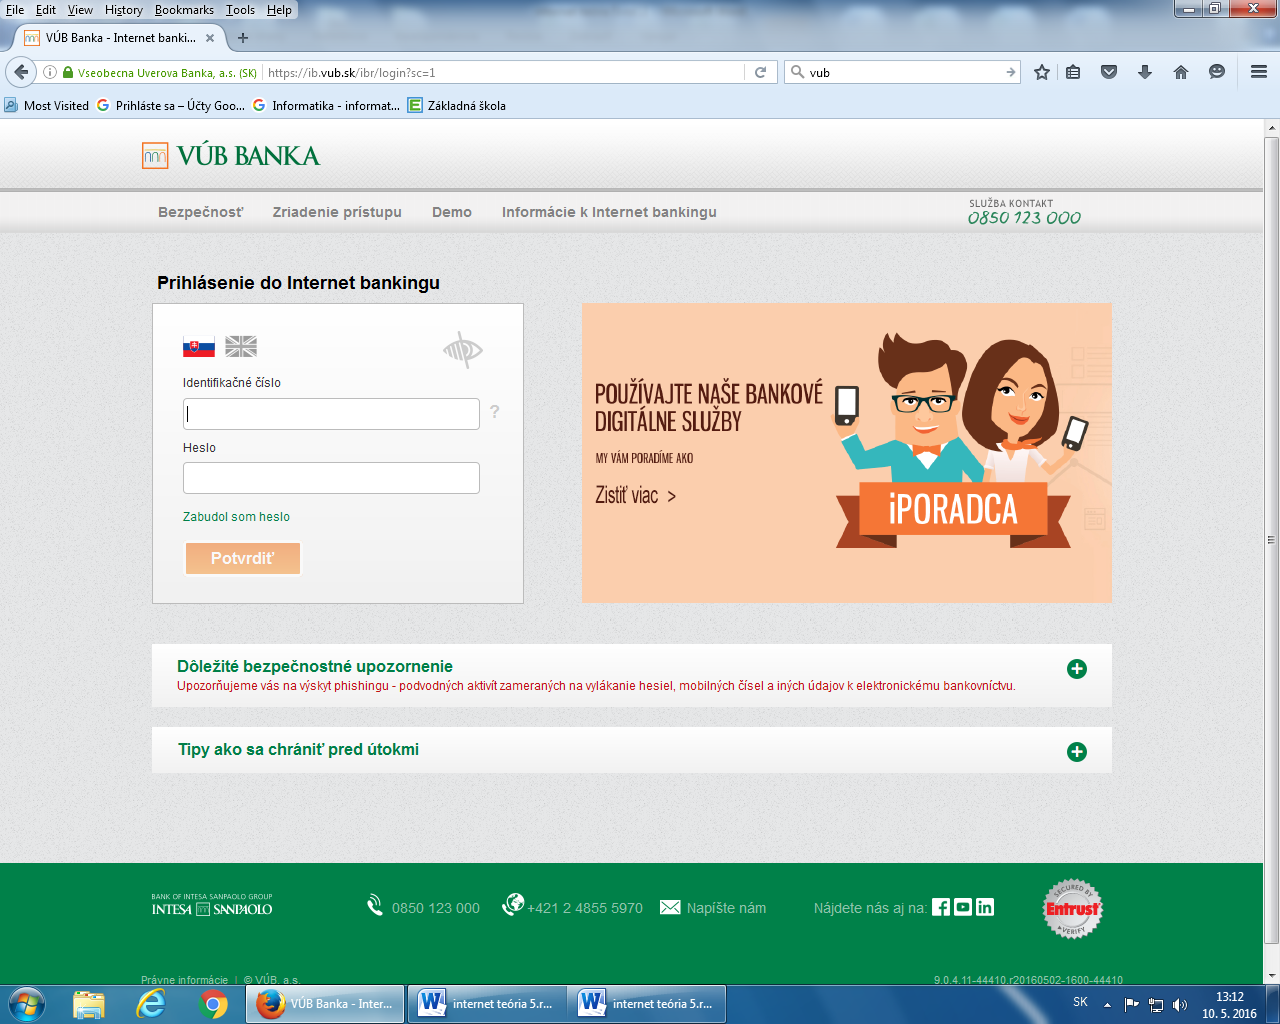 File Edit View History Bookmarks Tools Help
VÚB Banka - Internet banki...
Vseobecna Uverova Banka, a.s. (SK) https://ib.vub.sk/ibr/login?sc=1 vub
Most Visited Prihláste sa – Účty Goo... Informatika - informat... Základná škola
VÚB BANKA
Bezpečnosť Zriadenie prístupu Demo Informácie k Internet bankingu
SLUŽBA KONTAKT
0850 123 000
Prihlásenie do Internet bankingu
Identifikačné číslo
?
Heslo
Zabudol som heslo
Potvrdiť
POUŽÍVAJTE NAŠE BANKOVÉ
DIGITÁLNE SLUŽBY
MY VÁM PORADÍME AKO
Zistiť viac >
iPORADCA
Dôležité bezpečnostné upozornenie
Upozorňujeme vás na výskyt phishingu - podvodných aktivít zameraných na vylákanie hesiel, mobilných čísel a iných údajov k elektronickému bankovníctvu.
Tipy ako sa chrániť pred útokmi
BANK OF INTESA SANPAOLO GROUP
INTESA SANPAOLO
0850 123 000 +421 2 4855 5970 Napíšte nám Nájdete nás aj na:
SECURED BY
Entrust
VERIFY
Právne informácie | © VÚB, a.s. 9.0.4.11-44410.r20160502-1600-44410
VÚB Banka - Inter... internet teória 5.r... internet teória 5.r... SK
13:12
10. 5. 2016